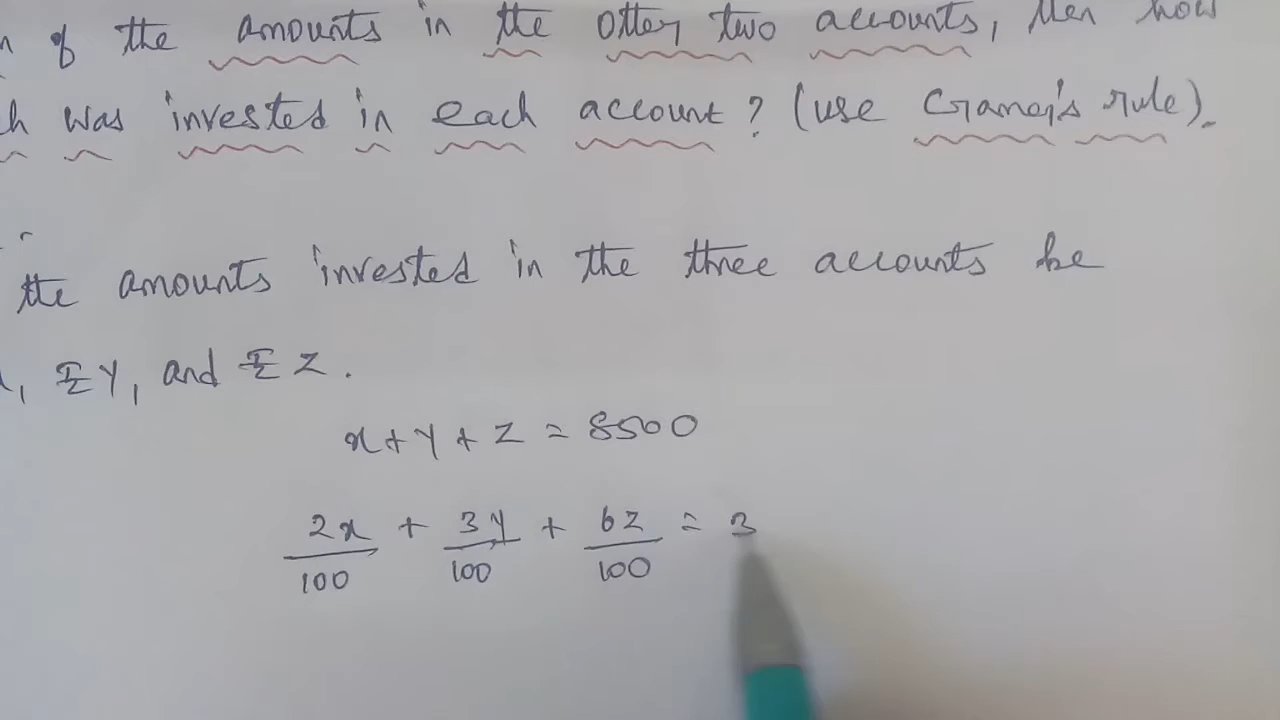 of the amounts in the other two accounts, then how
was invested in each account? (use Cramer's rule).
the amounts invested in the three accounts be
₹ y, and ₹ z.
x + y + z = 8500
2x/100 + 3y/100 + 6z/100 = 3